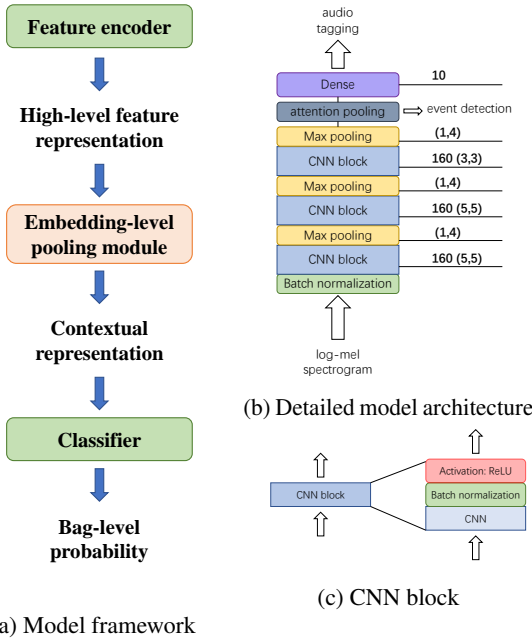 Feature encoder
High-level feature
representation
Embedding-level
pooling module
Contextual
representation
Classifier
Bag-level
probability
a) Model framework
audio
tagging
Dense
10
attention pooling
event detection
Max pooling
(1,4)
CNN block
160 (3,3)
Max pooling
(1,4)
CNN block
160 (5,5)
Max pooling
(1,4)
CNN block
160 (5,5)
Batch normalization
log-mel
spectrogram
(b) Detailed model architecture
CNN block
Activation: ReLU
Batch normalization
CNN
(c) CNN block